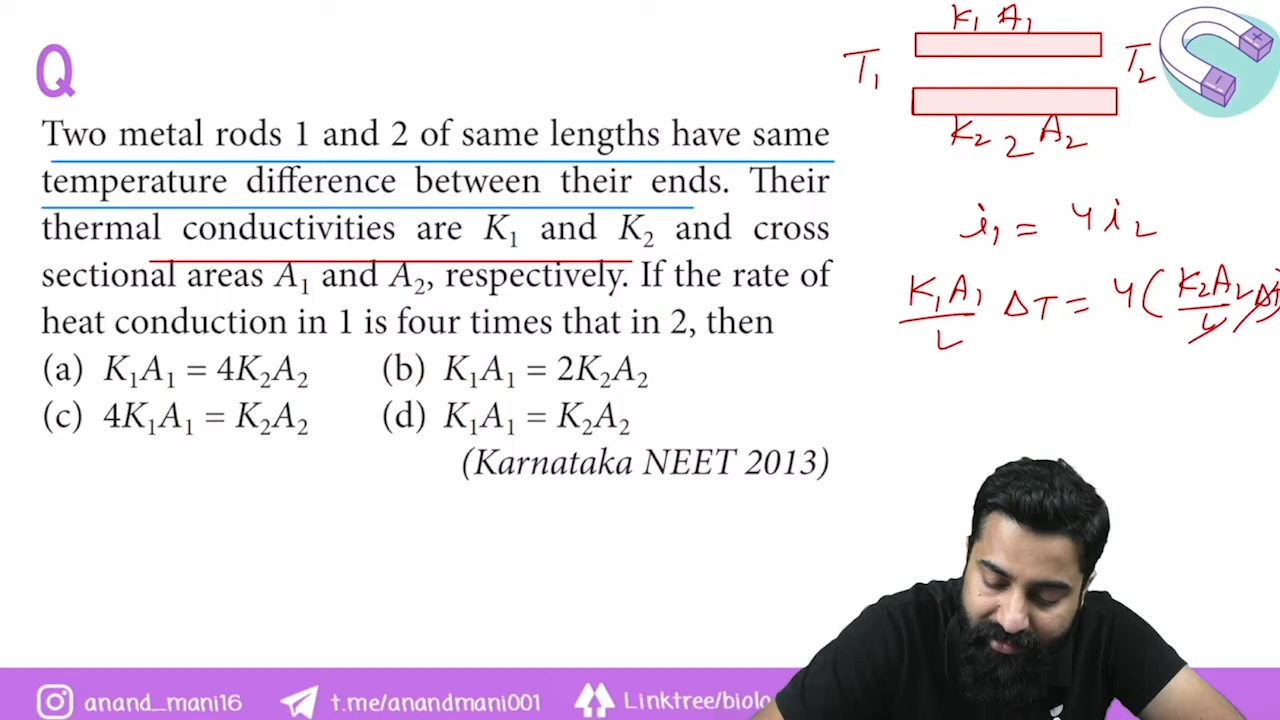 Q
Two metal rods 1 and 2 of same lengths have same
temperature difference between their ends. Their
thermal conductivities are K₁ and K₂ and cross
sectional areas A₁ and A₂, respectively. If the rate of
heat conduction in 1 is four times that in 2, then
(a) K₁A₁ = 4K₂A₂ (b) K₁A₁ = 2K₂A₂
(c) 4K₁A₁ = K₂A₂ (d) K₁A₁ = K₂A₂
(Karnataka NEET 2013)
K₁ A₁
T₁ T₂
K₂ 2 A₂
+
-
i₁ = 4i₂
K₁A₁/L ΔT = 4(K₂A₂/L Δ
anand_mani16
t.me/anandmani001
Linktree/biolo